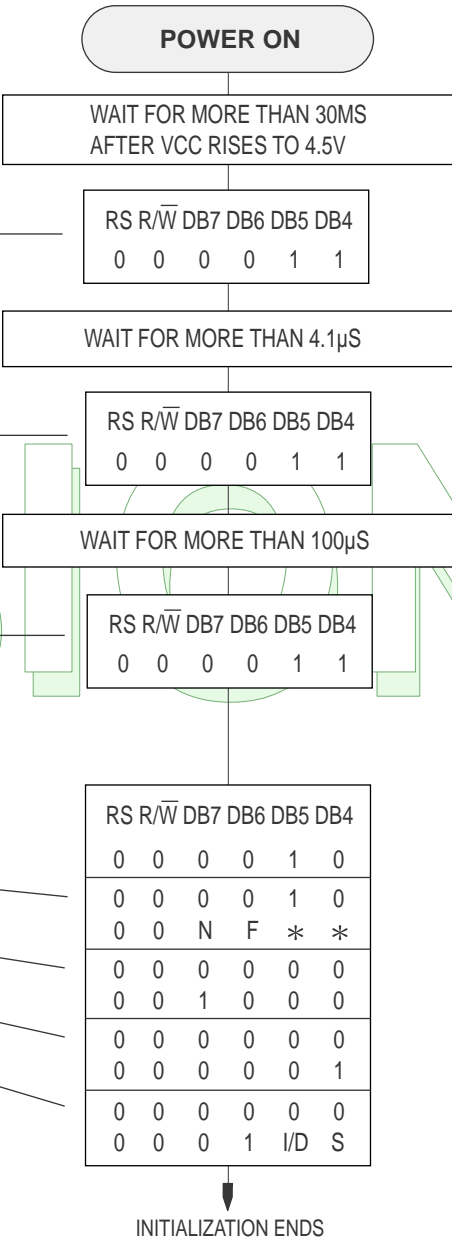 POWER ON
WAIT FOR MORE THAN 30MS
AFTER VCC RISES TO 4.5V
RS R/W̅ DB7 DB6 DB5 DB4
0 0 0 0 1 1
WAIT FOR MORE THAN 4.1µS
RS R/W̅ DB7 DB6 DB5 DB4
0 0 0 0 1 1
WAIT FOR MORE THAN 100µS
RS R/W̅ DB7 DB6 DB5 DB4
0 0 0 0 1 1
RS R/W̅ DB7 DB6 DB5 DB4
0 0 0 0 1 0
0 0 0 0 1 0
0 0 N F * *
0 0 0 0 0 0
0 0 1 0 0 0
0 0 0 0 0 0
0 0 0 0 0 1
0 0 0 0 0 0
0 0 0 1 I/D S
INITIALIZATION ENDS